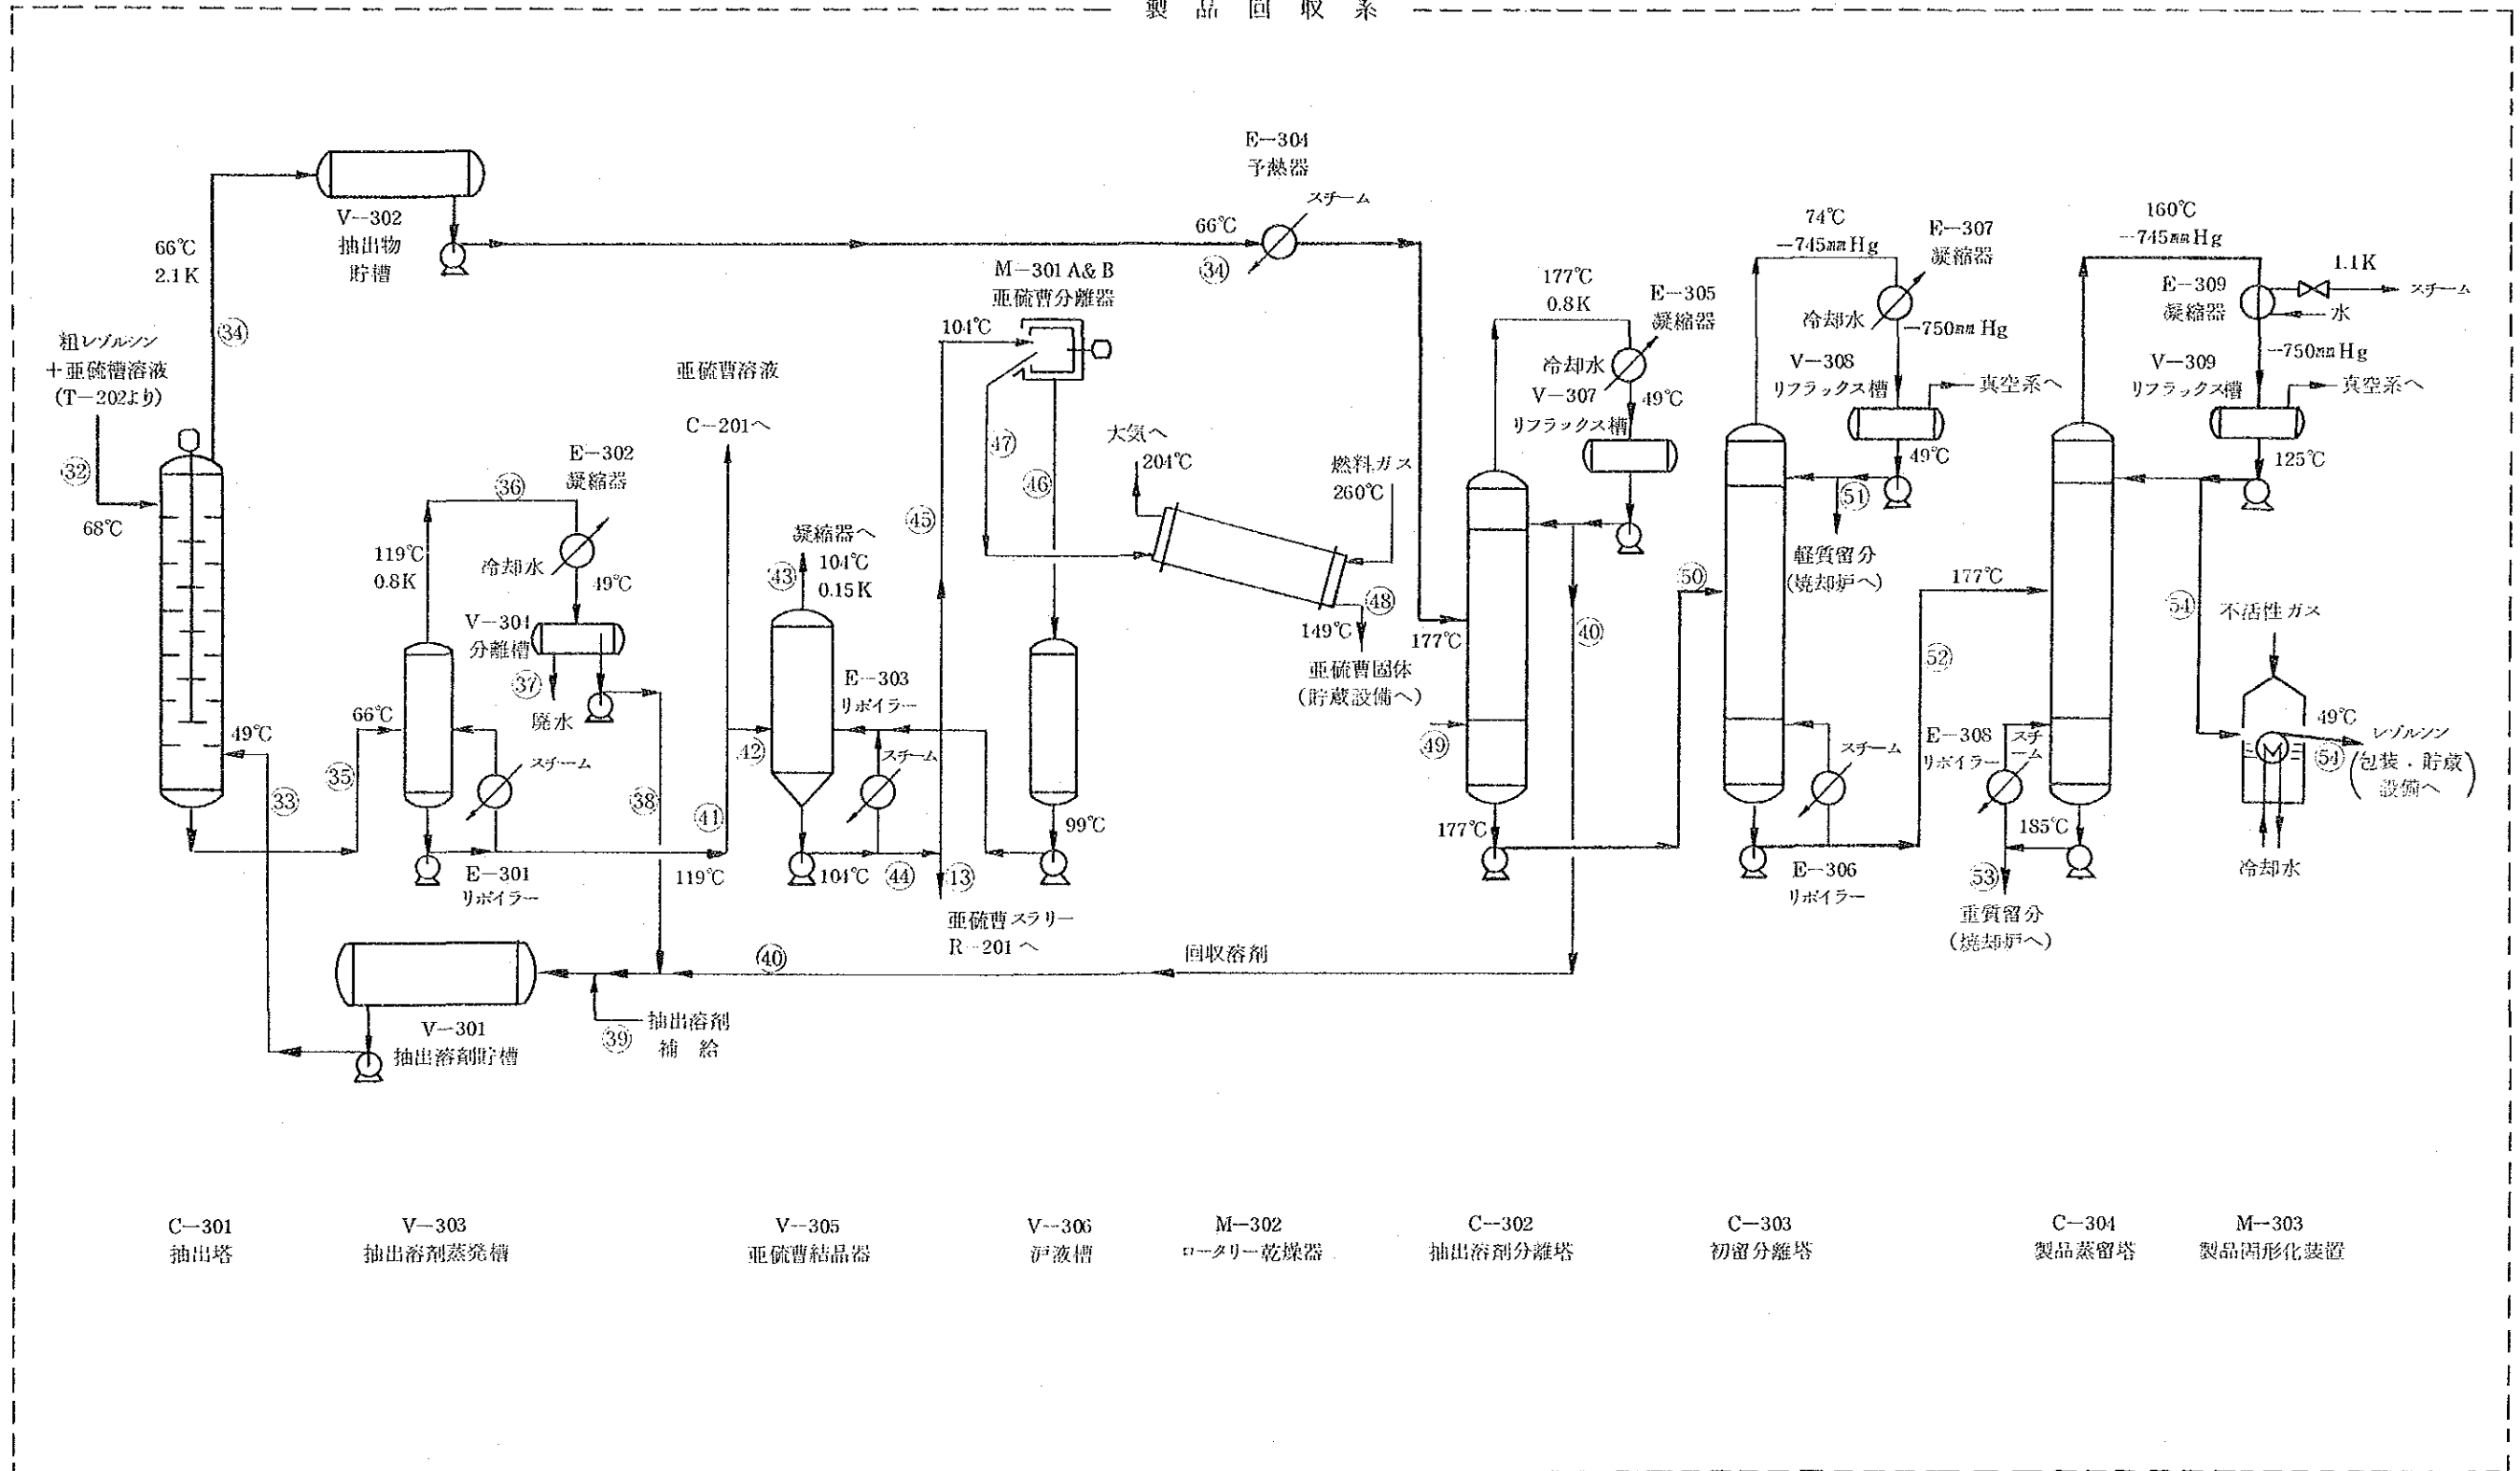 製品回収系
E-304
予熱器
スチーム
V-302
抽出物
貯槽
66℃
2.1K
66℃
㉞
㉞
M-301 A&B
亜硫曹分離器
104℃
177℃
0.8K
E-305
凝縮器
冷却水
V-307
リフラックス槽
49℃
74℃
-745mmHg
E-307
凝縮器
冷却水
-750mmHg
V-308
リフラックス槽
真空系へ
49℃
160℃
-745mmHg
E-309
凝縮器
1.1K
スチーム
水
-750mmHg
V-309
リフラックス槽
真空系へ
125℃
粗レゾルシン
+亜硫槽溶液
(T-202より)
㉜
68℃
亜硫曹溶液
C-201へ
E-302
凝縮器
㊱
119℃
0.8K
冷却水
49℃
V-304
分離槽
㊲
廃水
凝縮器へ
104℃
0.15K
㊸
㊺
㊼
㊻
大気へ
204℃
燃料ガス
260℃
㊽
149℃
亜硫曹固体
(貯蔵設備へ)
177℃
㊵
51
軽質留分
(焼却炉へ)
50
177℃
52
54
不活性ガス
49℃
レゾルシン
54
(包装・貯蔵
設備へ)
冷却水
49℃
㉝
㉟
66℃
スチーム
E-301
リボイラー
㊳
㊶
119℃
㊷
E-303
リボイラー
スチーム
104℃
㊹
⑬
亜硫曹スラリー
R-201へ
99℃
㊾
177℃
スチーム
E-306
リボイラー
E-308
リボイラー
スチーム
185℃
53
重質留分
(焼却炉へ)
㊵
回収溶剤
V-301
抽出溶剤貯槽
㊴
抽出溶剤
補給
C-301
抽出塔
V-303
抽出溶剤蒸発槽
V-305
亜硫曹結晶器
V-306
沪液槽
M-302
ロータリー乾燥器
C-302
抽出溶剤分離塔
C-303
初留分離塔
C-304
製品蒸留塔
M-303
製品固形化装置